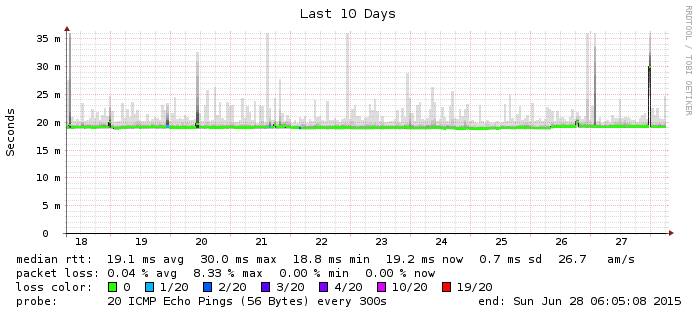 Last 10 Days
RRDTOOL / TOBI OETIKER
Seconds
35 m
30 m
25 m
20 m
15 m
10 m
5 m
0
18 19 20 21 22 23 24 25 26 27
median rtt: 19.1 ms avg 30.0 ms max 18.8 ms min 19.2 ms now 0.7 ms sd 26.7 am/s
packet loss: 0.04 % avg 8.33 % max 0.00 % min 0.00 % now
loss color: 0 1/20 2/20 3/20 4/20 10/20 19/20
probe: 20 ICMP Echo Pings (56 Bytes) every 300s end: Sun Jun 28 06:05:08 2015